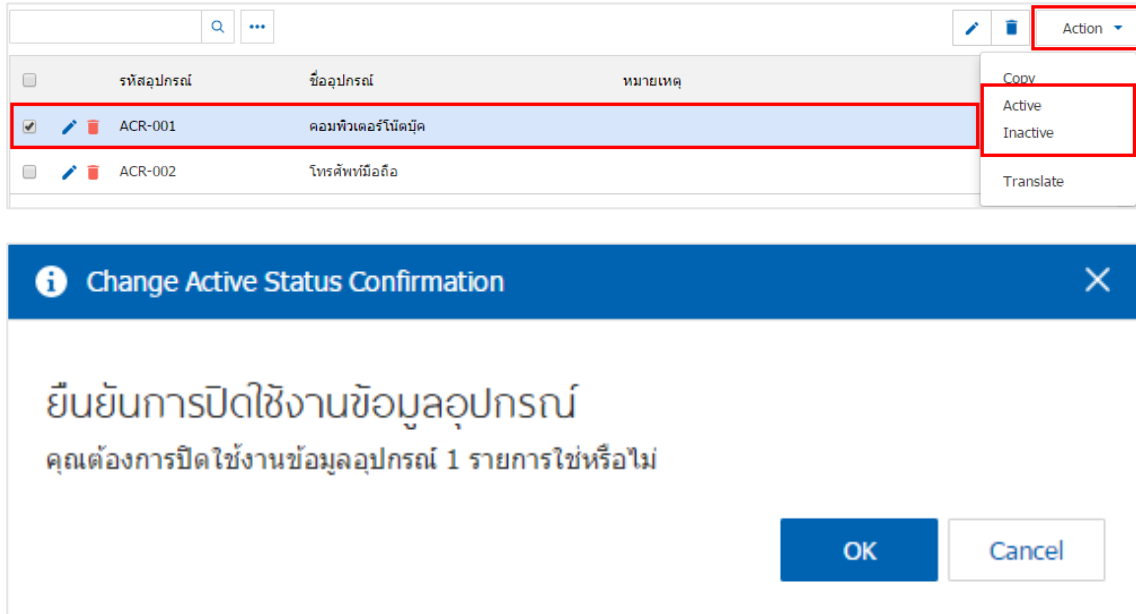 Action
รหัสอุปกรณ์ ชื่ออุปกรณ์ หมายเหตุ
Copy
Active
ACR-001 คอมพิวเตอร์โน๊ตบุ๊ค
Inactive
ACR-002 โทรศัพท์มือถือ
Translate
Change Active Status Confirmation
ยืนยันการปิดใช้งานข้อมูลอุปกรณ์
คุณต้องการปิดใช้งานข้อมูลอุปกรณ์ 1 รายการใช่หรือไม่
OK Cancel